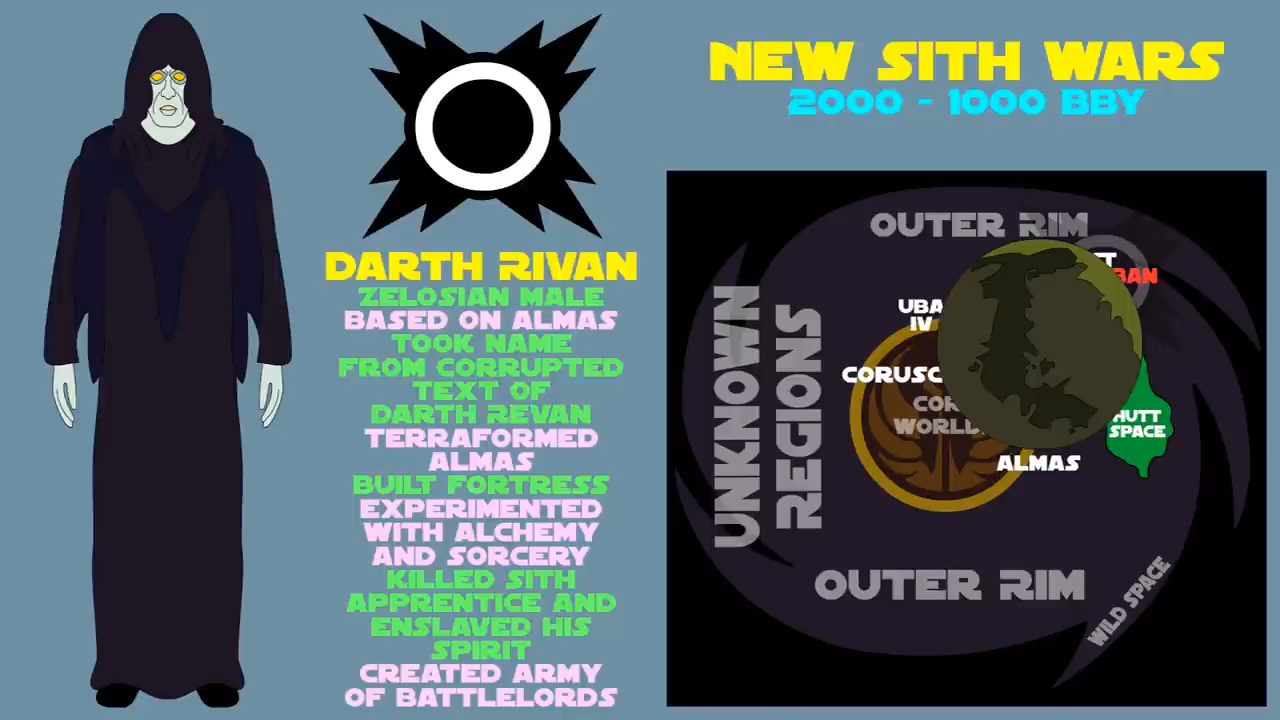 NEW SITH WARS
2000 - 1000 BBY
DARTH RIVAN
ZELOSIAN MALE
BASED ON ALMAS
TOOK NAME
FROM CORRUPTED
TEXT OF
DARTH REVAN
TERRAFORMED
ALMAS
BUILT FORTRESS
EXPERIMENTED
WITH ALCHEMY
AND SORCERY
KILLED SITH
APPRENTICE AND
ENSLAVED HIS
SPIRIT
CREATED ARMY
OF BATTLELORDS
OUTER RIM
UNKNOWN
REGIONS
HUTT
SPACE
ALMAS
OUTER RIM
WILD SPACE